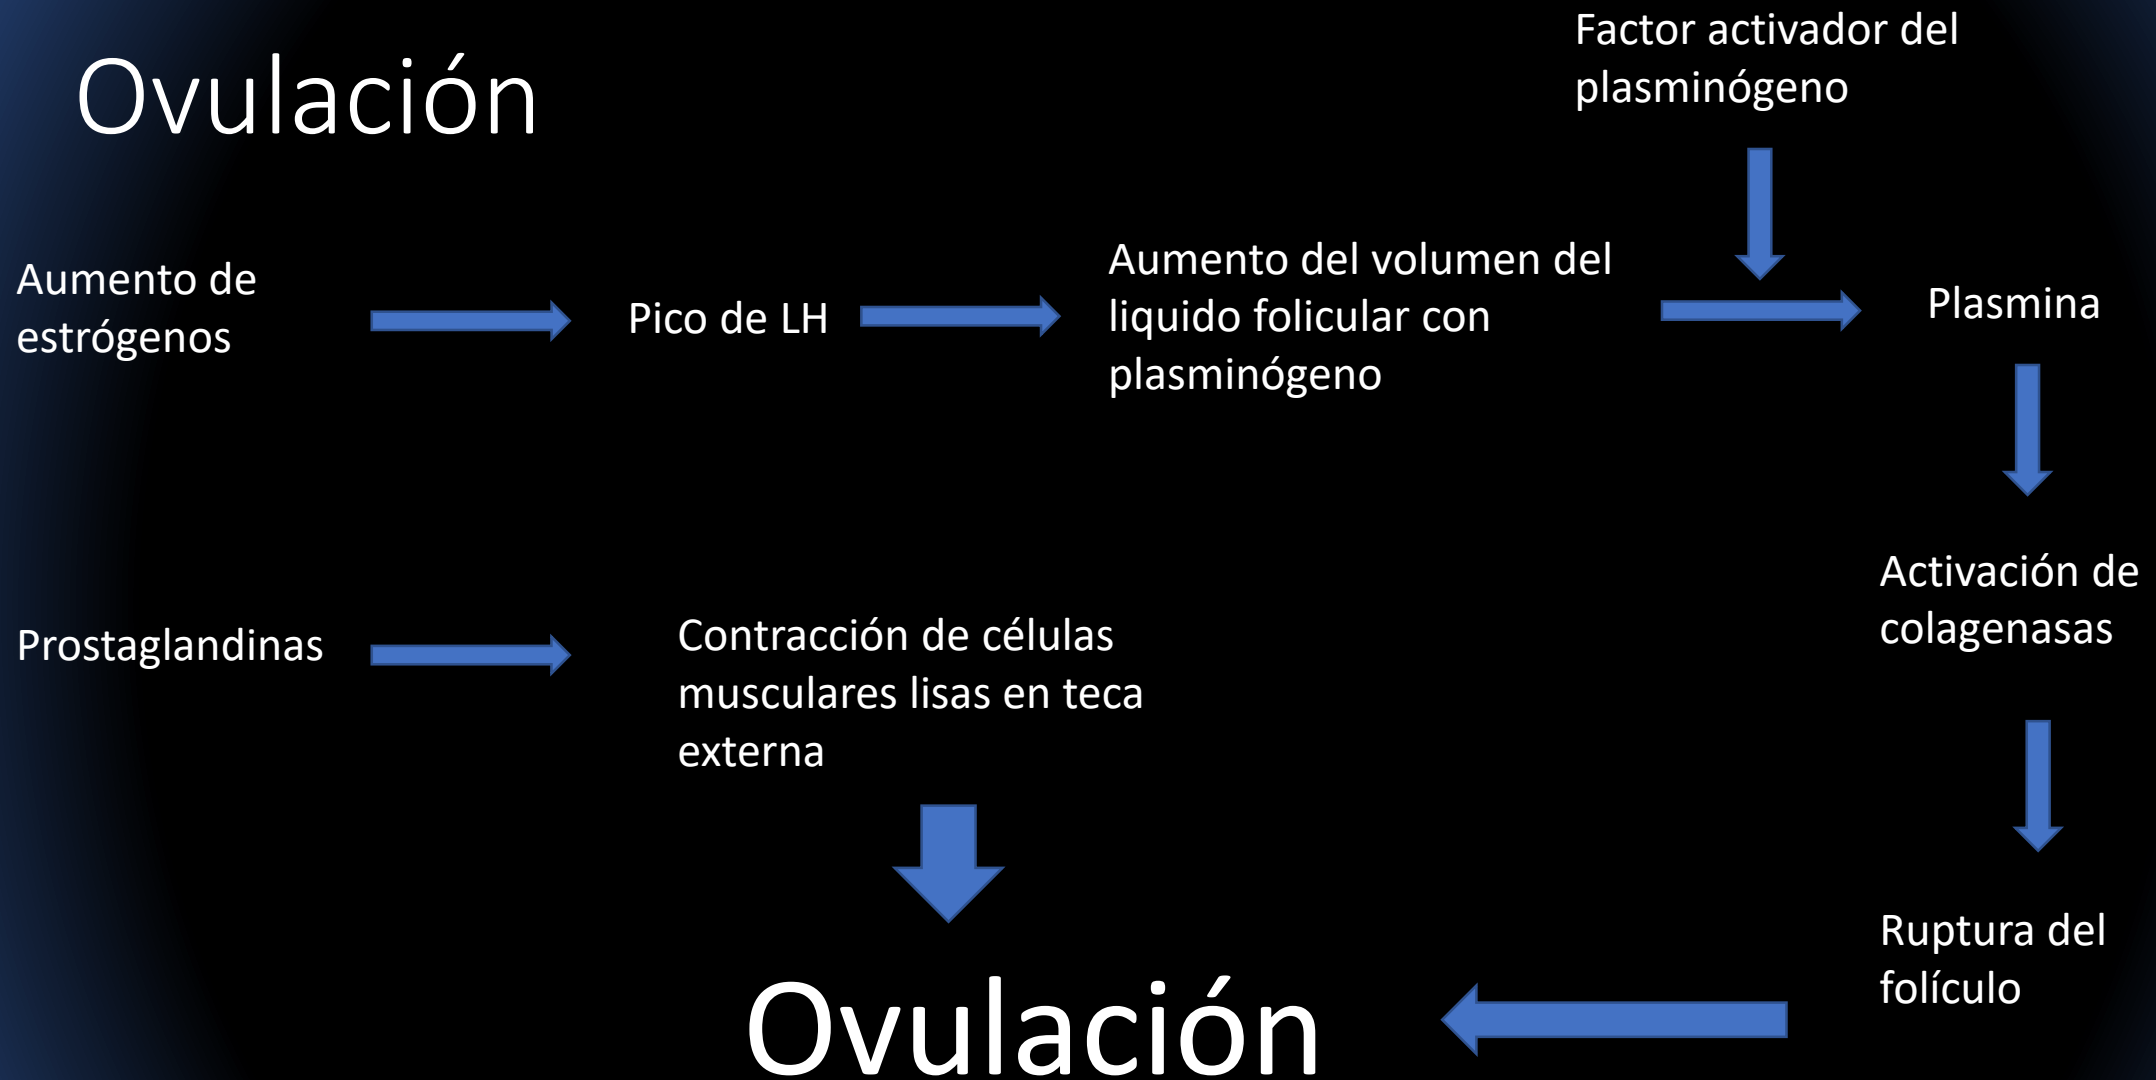 Ovulación
Factor activador del
plasminógeno
Aumento de
estrógenos
Pico de LH
Aumento del volumen del
liquido folicular con
plasminógeno
Plasmina
Activación de
colagenasas
Prostaglandinas
Contracción de células
musculares lisas en teca
externa
Ruptura del
folículo
Ovulación